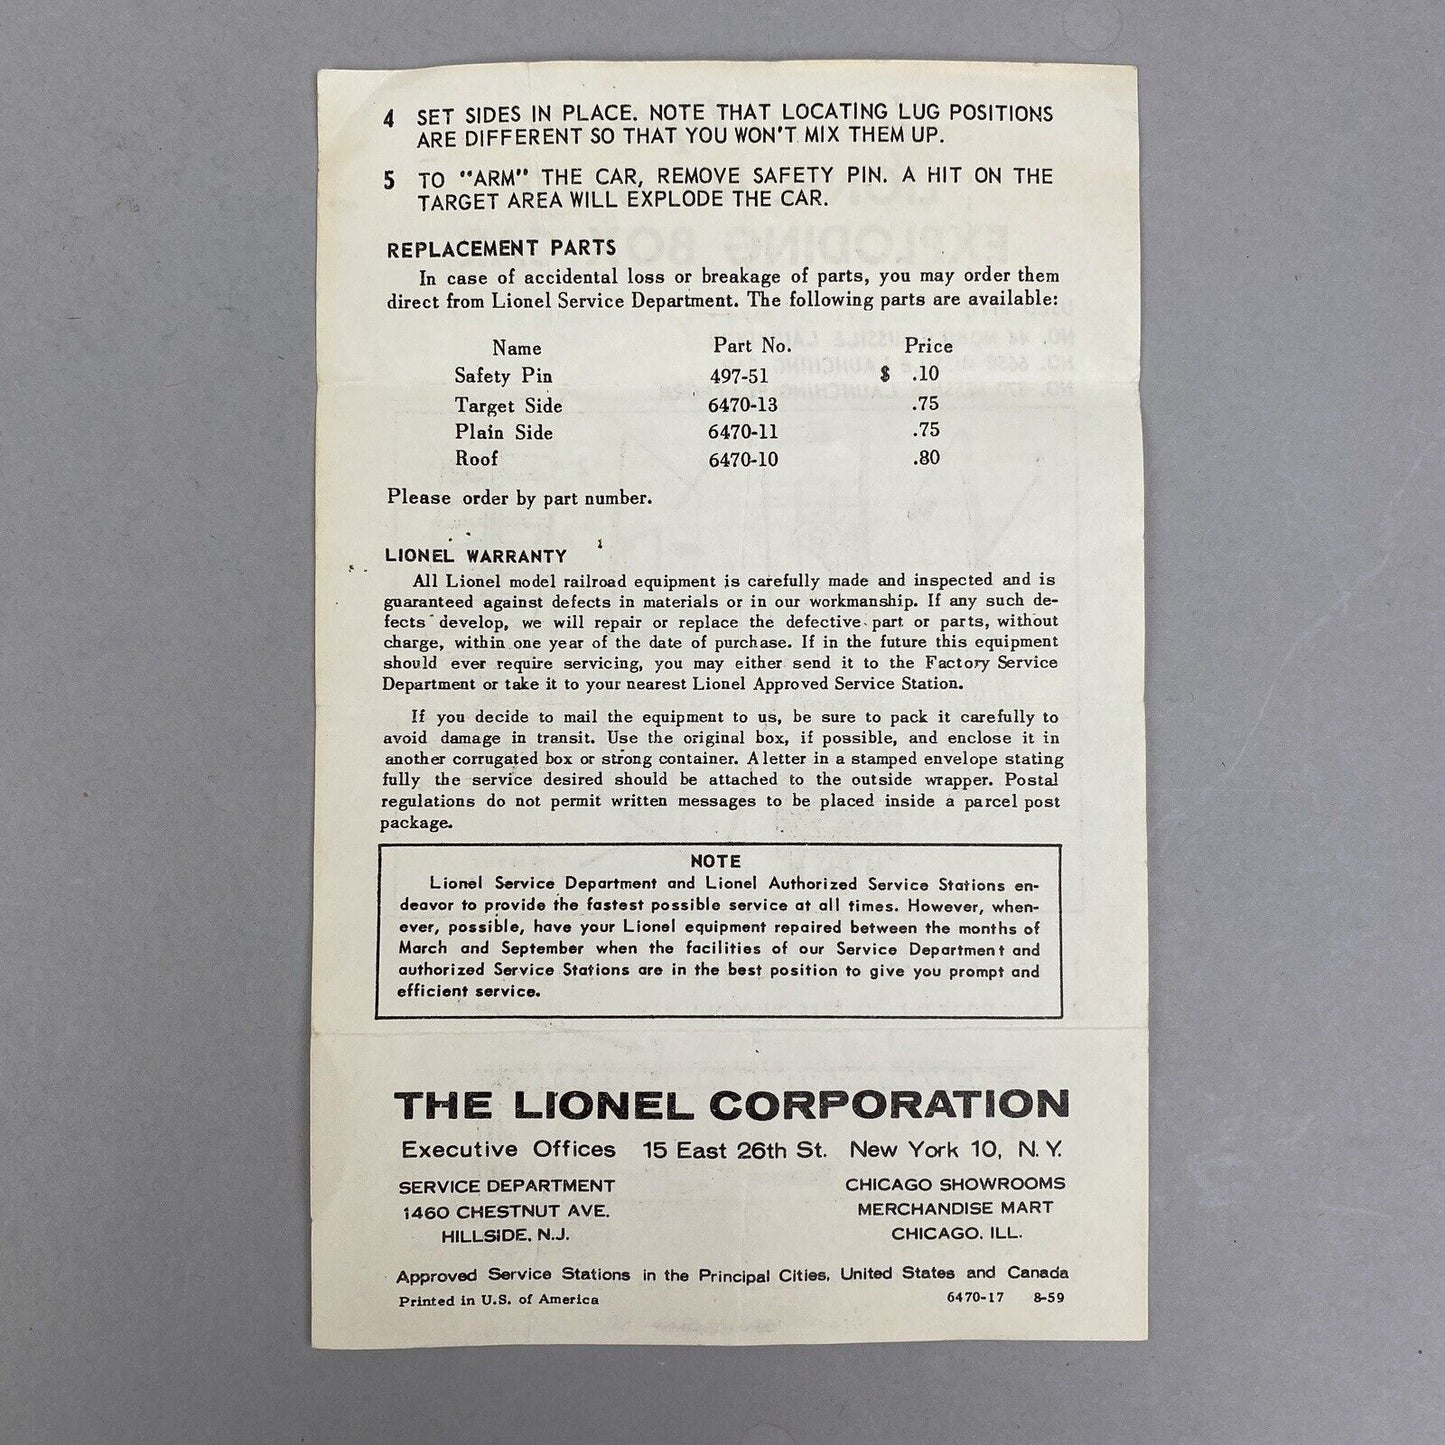 4 SET SIDES IN PLACE. NOTE THAT LOCATING LUG POSITIONS
ARE DIFFERENT SO THAT YOU WON'T MIX THEM UP.
5 TO "ARM" THE CAR, REMOVE SAFETY PIN. A HIT ON THE
TARGET AREA WILL EXPLODE THE CAR.
REPLACEMENT PARTS
In case of accidental loss or breakage of parts, you may order them
direct from Lionel Service Department. The following parts are available:
Name Part No. Price
Safety Pin 497-51 $ .10
Target Side 6470-13 .75
Plain Side 6470-11 .75
Roof 6470-10 .80
Please order by part number.
LIONEL WARRANTY
All Lionel model railroad equipment is carefully made and inspected and is
guaranteed against defects in materials or in our workmanship. If any such de-
fects develop, we will repair or replace the defective part or parts, without
charge, within one year of the date of purchase. If in the future this equipment
should ever require servicing, you may either send it to the Factory Service
Department or take it to your nearest Lionel Approved Service Station.
If you decide to mail the equipment to us, be sure to pack it carefully to
avoid damage in transit. Use the original box, if possible, and enclose it in
another corrugated box or strong container. A letter in a stamped envelope stating
fully the service desired should be attached to the outside wrapper. Postal
regulations do not permit written messages to be placed inside a parcel post
package.
NOTE
Lionel Service Department and Lionel Authorized Service Stations en-
deavor to provide the fastest possible service at all times. However, when-
ever, possible, have your Lionel equipment repaired between the months of
March and September when the facilities of our Service Department and
authorized Service Stations are in the best position to give you prompt and
efficient service.
THE LIONEL CORPORATION
Executive Offices 15 East 26th St. New York 10, N.Y.
SERVICE DEPARTMENT CHICAGO SHOWROOMS
1460 CHESTNUT AVE. MERCHANDISE MART
HILLSIDE, N.J. CHICAGO, ILL.
Approved Service Stations in the Principal Cities, United States and Canada
Printed in U.S. of America 6470-17 8-59